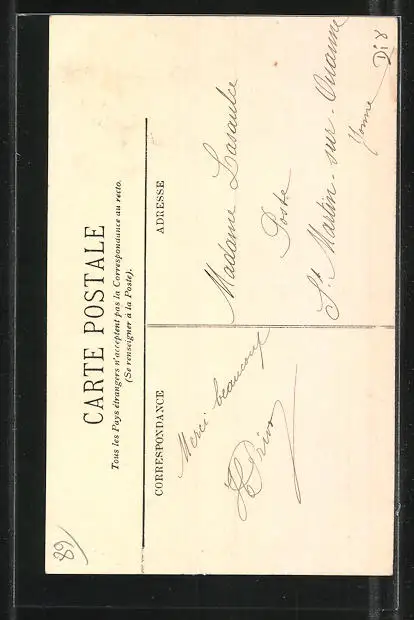 CARTE POSTALE
Tous les Pays étrangers n'acceptent pas la Correspondance au recto.
(Se renseigner à la Poste).
CORRESPONDANCE
ADRESSE
Merci beaucoup
Madame Lasaulce
Poste
St Martin-sur-Ouanne
Yonne
89